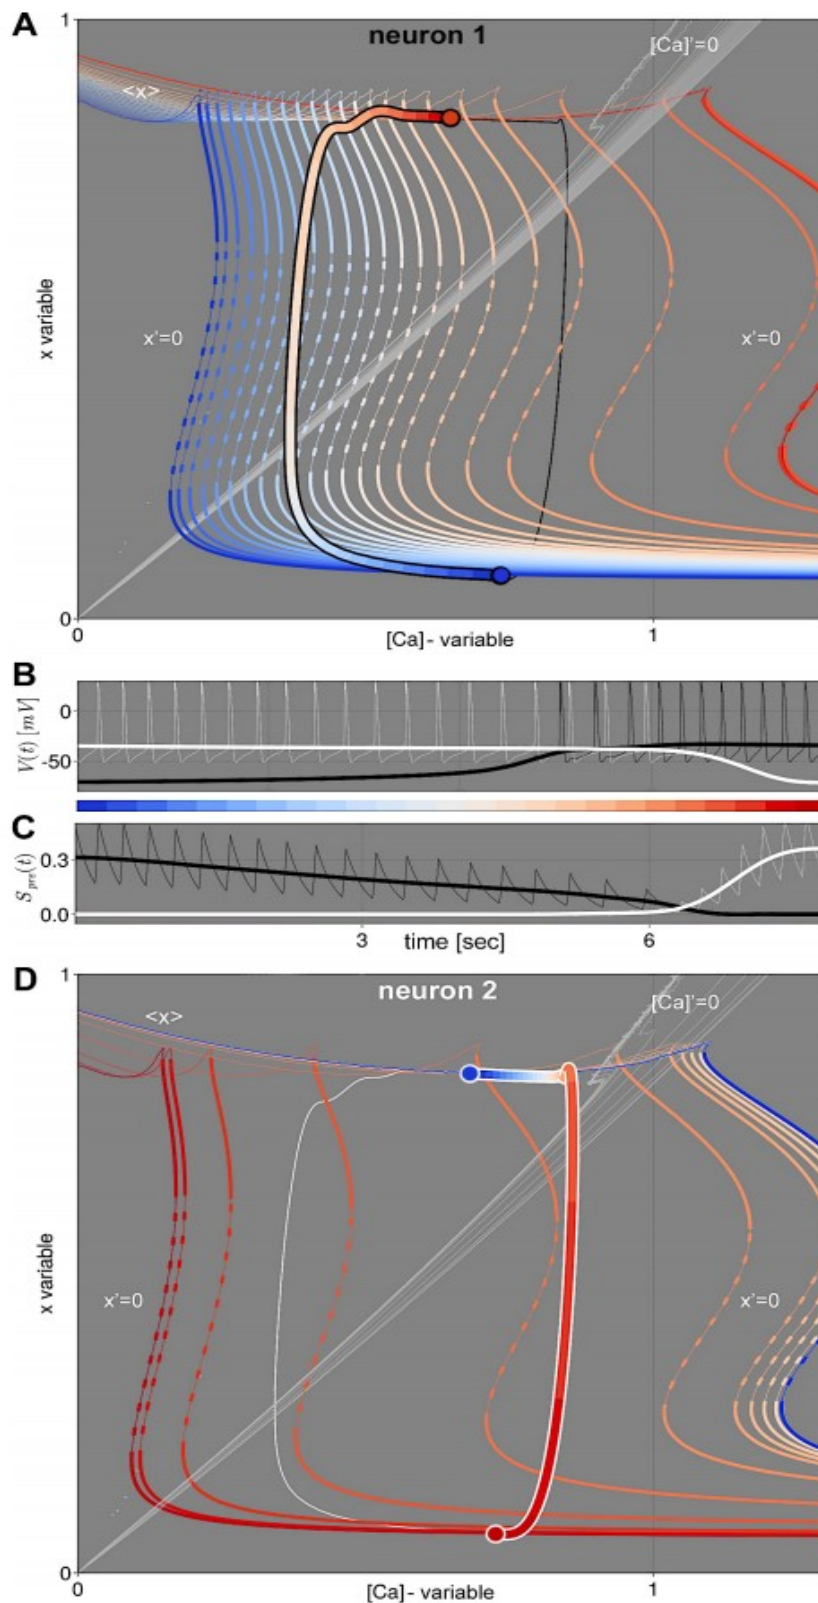 A
1
neuron 1
[Ca]'=0
<x>
x variable
x'=0
x'=0
0
0
[Ca]- variable
1
B
V(t) [mV]
0
-50
C
S_pre(t)
0.3
0.0
3
time [sec]
6
D
1
neuron 2
[Ca]'=0
<x>
x variable
x'=0
x'=0
0
0
[Ca]- variable
1